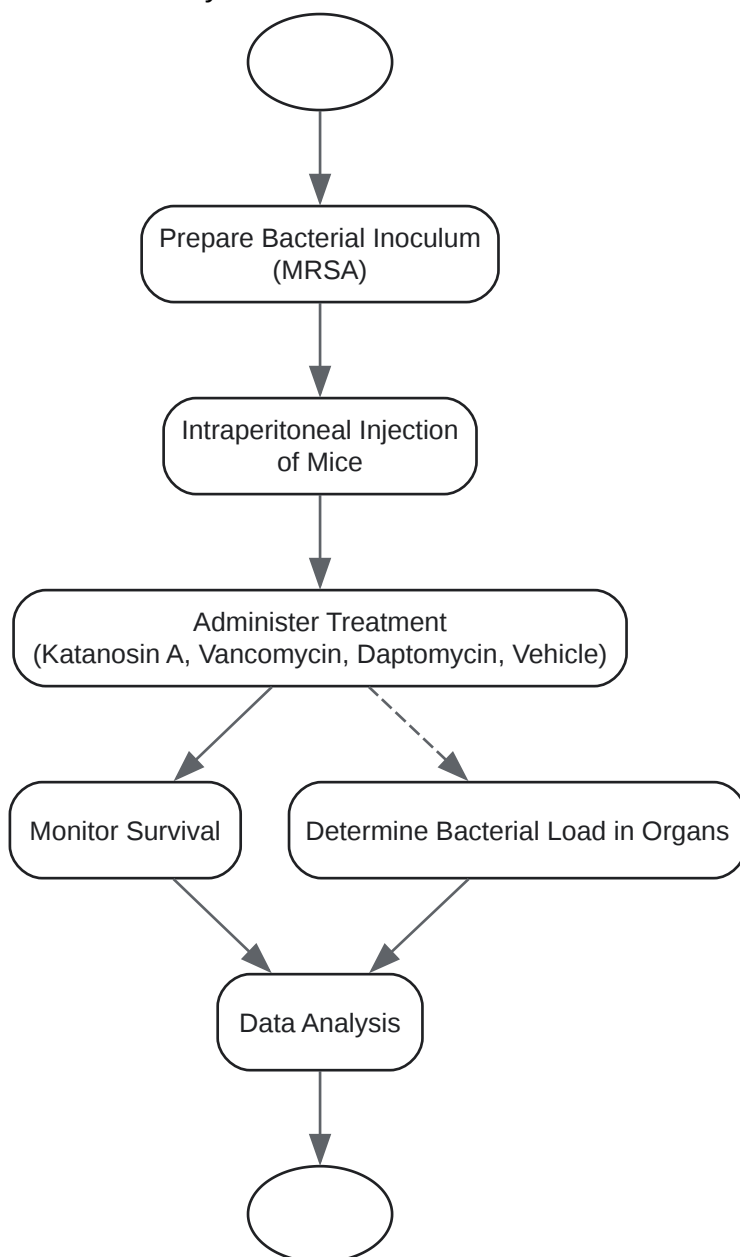 Prepare Bacterial Inoculum
(MRSA)
Intraperitoneal Injection
of Mice
Administer Treatment
(Katanosin A, Vancomycin, Daptomycin, Vehicle)
Monitor Survival
Determine Bacterial Load in Organs
Data Analysis